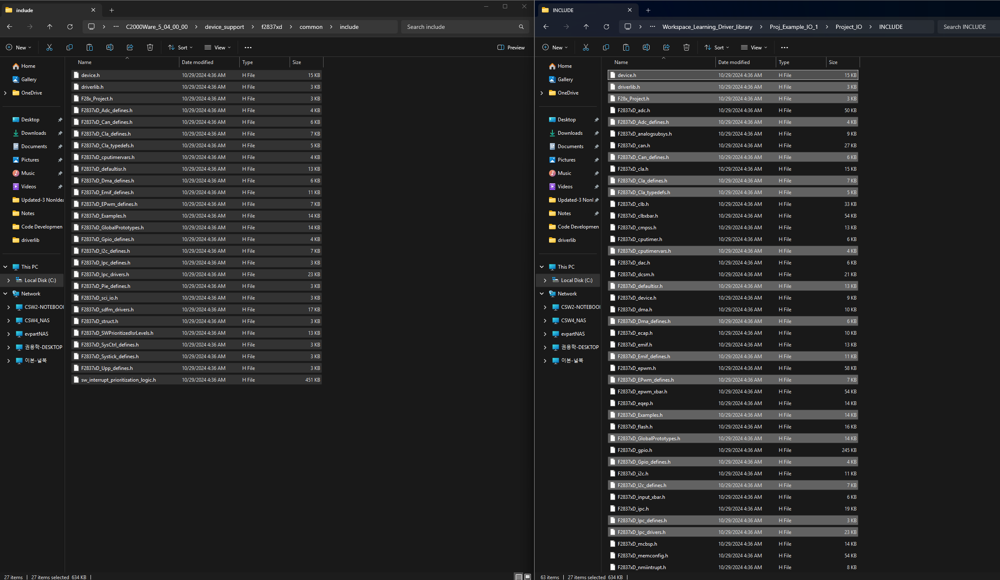 include
C2000Ware_5_04_00_00 device_support f2837xd common include
Search include
New
Sort
View
Preview
Home
Gallery
OneDrive
Desktop
Downloads
Documents
Pictures
Music
Videos
Updated-3 NonIdea
Notes
Code Developmen
driverlib
This PC
Local Disk (C:)
Network
CSW2-NOTEBOOK
CSW4_NAS
evpartNAS
권용학-DESKTOP
이본-널북
Name Date modified Type Size
device.h 10/29/2024 4:36 AM H File 15 KB
driverlib.h 10/29/2024 4:36 AM H File 3 KB
F28x_Project.h 10/29/2024 4:36 AM H File 3 KB
F2837xD_Adc_defines.h 10/29/2024 4:36 AM H File 4 KB
F2837xD_Can_defines.h 10/29/2024 4:36 AM H File 6 KB
F2837xD_Cla_defines.h 10/29/2024 4:36 AM H File 7 KB
F2837xD_Cla_typedefs.h 10/29/2024 4:36 AM H File 5 KB
F2837xD_cputimervars.h 10/29/2024 4:36 AM H File 4 KB
F2837xD_defaultisr.h 10/29/2024 4:36 AM H File 13 KB
F2837xD_Dma_defines.h 10/29/2024 4:36 AM H File 6 KB
F2837xD_Emif_defines.h 10/29/2024 4:36 AM H File 11 KB
F2837xD_EPwm_defines.h 10/29/2024 4:36 AM H File 7 KB
F2837xD_Examples.h 10/29/2024 4:36 AM H File 14 KB
F2837xD_GlobalPrototypes.h 10/29/2024 4:36 AM H File 14 KB
F2837xD_Gpio_defines.h 10/29/2024 4:36 AM H File 4 KB
F2837xD_I2c_defines.h 10/29/2024 4:36 AM H File 7 KB
F2837xD_Ipc_defines.h 10/29/2024 4:36 AM H File 3 KB
F2837xD_Ipc_drivers.h 10/29/2024 4:36 AM H File 23 KB
F2837xD_Pie_defines.h 10/29/2024 4:36 AM H File 3 KB
F2837xD_sci_io.h 10/29/2024 4:36 AM H File 3 KB
F2837xD_sdfm_drivers.h 10/29/2024 4:36 AM H File 17 KB
F2837xD_struct.h 10/29/2024 4:36 AM H File 3 KB
F2837xD_SWPrioritizedIsrLevels.h 10/29/2024 4:36 AM H File 13 KB
F2837xD_SysCtrl_defines.h 10/29/2024 4:36 AM H File 3 KB
F2837xD_Systick_defines.h 10/29/2024 4:36 AM H File 3 KB
F2837xD_Upp_defines.h 10/29/2024 4:36 AM H File 3 KB
sw_interrupt_prioritization_logic.h 10/29/2024 4:36 AM H File 451 KB
27 items 27 items selected 634 KB
INCLUDE
Workspace_Learning_Driver_library Proj_Example_IO_1 Project_IO INCLUDE
Search INCLUDE
New
Sort
View
Home
Gallery
OneDrive
Desktop
Downloads
Documents
Pictures
Music
Videos
Updated-3 NonI
Notes
Code Developmen
driverlib
This PC
Local Disk (C:)
Network
CSW2-NOTEBOOK
CSW4_NAS
evpartNAS
권용학-DESKTOP
이본-널북
Name Date modified Type Size
device.h 10/29/2024 4:36 AM H File 15 KB
driverlib.h 10/29/2024 4:36 AM H File 3 KB
F28x_Project.h 10/29/2024 4:36 AM H File 3 KB
F2837xD_adc.h 10/29/2024 4:36 AM H File 50 KB
F2837xD_Adc_defines.h 10/29/2024 4:36 AM H File 4 KB
F2837xD_analogsubsys.h 10/29/2024 4:36 AM H File 9 KB
F2837xD_can.h 10/29/2024 4:36 AM H File 27 KB
F2837xD_Can_defines.h 10/29/2024 4:36 AM H File 6 KB
F2837xD_cla.h 10/29/2024 4:36 AM H File 15 KB
F2837xD_Cla_defines.h 10/29/2024 4:36 AM H File 7 KB
F2837xD_Cla_typedefs.h 10/29/2024 4:36 AM H File 5 KB
F2837xD_clb.h 10/29/2024 4:36 AM H File 33 KB
F2837xD_clbxbar.h 10/29/2024 4:36 AM H File 54 KB
F2837xD_cmpss.h 10/29/2024 4:36 AM H File 13 KB
F2837xD_cputimer.h 10/29/2024 4:36 AM H File 6 KB
F2837xD_cputimervars.h 10/29/2024 4:36 AM H File 4 KB
F2837xD_dac.h 10/29/2024 4:36 AM H File 6 KB
F2837xD_dcsm.h 10/29/2024 4:36 AM H File 21 KB
F2837xD_defaultisr.h 10/29/2024 4:36 AM H File 13 KB
F2837xD_device.h 10/29/2024 4:36 AM H File 9 KB
F2837xD_dma.h 10/29/2024 4:36 AM H File 10 KB
F2837xD_Dma_defines.h 10/29/2024 4:36 AM H File 6 KB
F2837xD_ecap.h 10/29/2024 4:36 AM H File 10 KB
F2837xD_emif.h 10/29/2024 4:36 AM H File 13 KB
F2837xD_Emif_defines.h 10/29/2024 4:36 AM H File 11 KB
F2837xD_epwm.h 10/29/2024 4:36 AM H File 58 KB
F2837xD_EPwm_defines.h 10/29/2024 4:36 AM H File 7 KB
F2837xD_epwm_xbar.h 10/29/2024 4:36 AM H File 54 KB
F2837xD_eqep.h 10/29/2024 4:36 AM H File 14 KB
F2837xD_Examples.h 10/29/2024 4:36 AM H File 14 KB
F2837xD_flash.h 10/29/2024 4:36 AM H File 16 KB
F2837xD_GlobalPrototypes.h 10/29/2024 4:36 AM H File 14 KB
F2837xD_gpio.h 10/29/2024 4:36 AM H File 245 KB
F2837xD_Gpio_defines.h 10/29/2024 4:36 AM H File 4 KB
F2837xD_i2c.h 10/29/2024 4:36 AM H File 11 KB
F2837xD_I2c_defines.h 10/29/2024 4:36 AM H File 7 KB
F2837xD_input_xbar.h 10/29/2024 4:36 AM H File 6 KB
F2837xD_ipc.h 10/29/2024 4:36 AM H File 19 KB
F2837xD_Ipc_defines.h 10/29/2024 4:36 AM H File 3 KB
F2837xD_Ipc_drivers.h 10/29/2024 4:36 AM H File 23 KB
F2837xD_mcbsp.h 10/29/2024 4:36 AM H File 14 KB
F2837xD_memconfig.h 10/29/2024 4:36 AM H File 54 KB
F2837xD_nmiintrupt.h 10/29/2024 4:36 AM H File 8 KB
63 items 27 items selected 634 KB